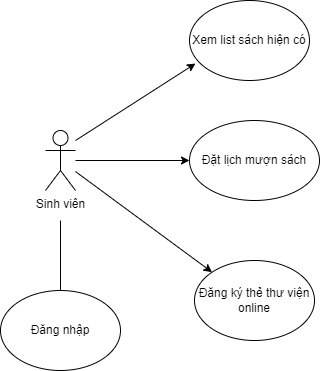 Xem list sách hiện có
Đặt lịch mượn sách
Sinh viên
Đăng ký thẻ thư viện
online
Đăng nhập